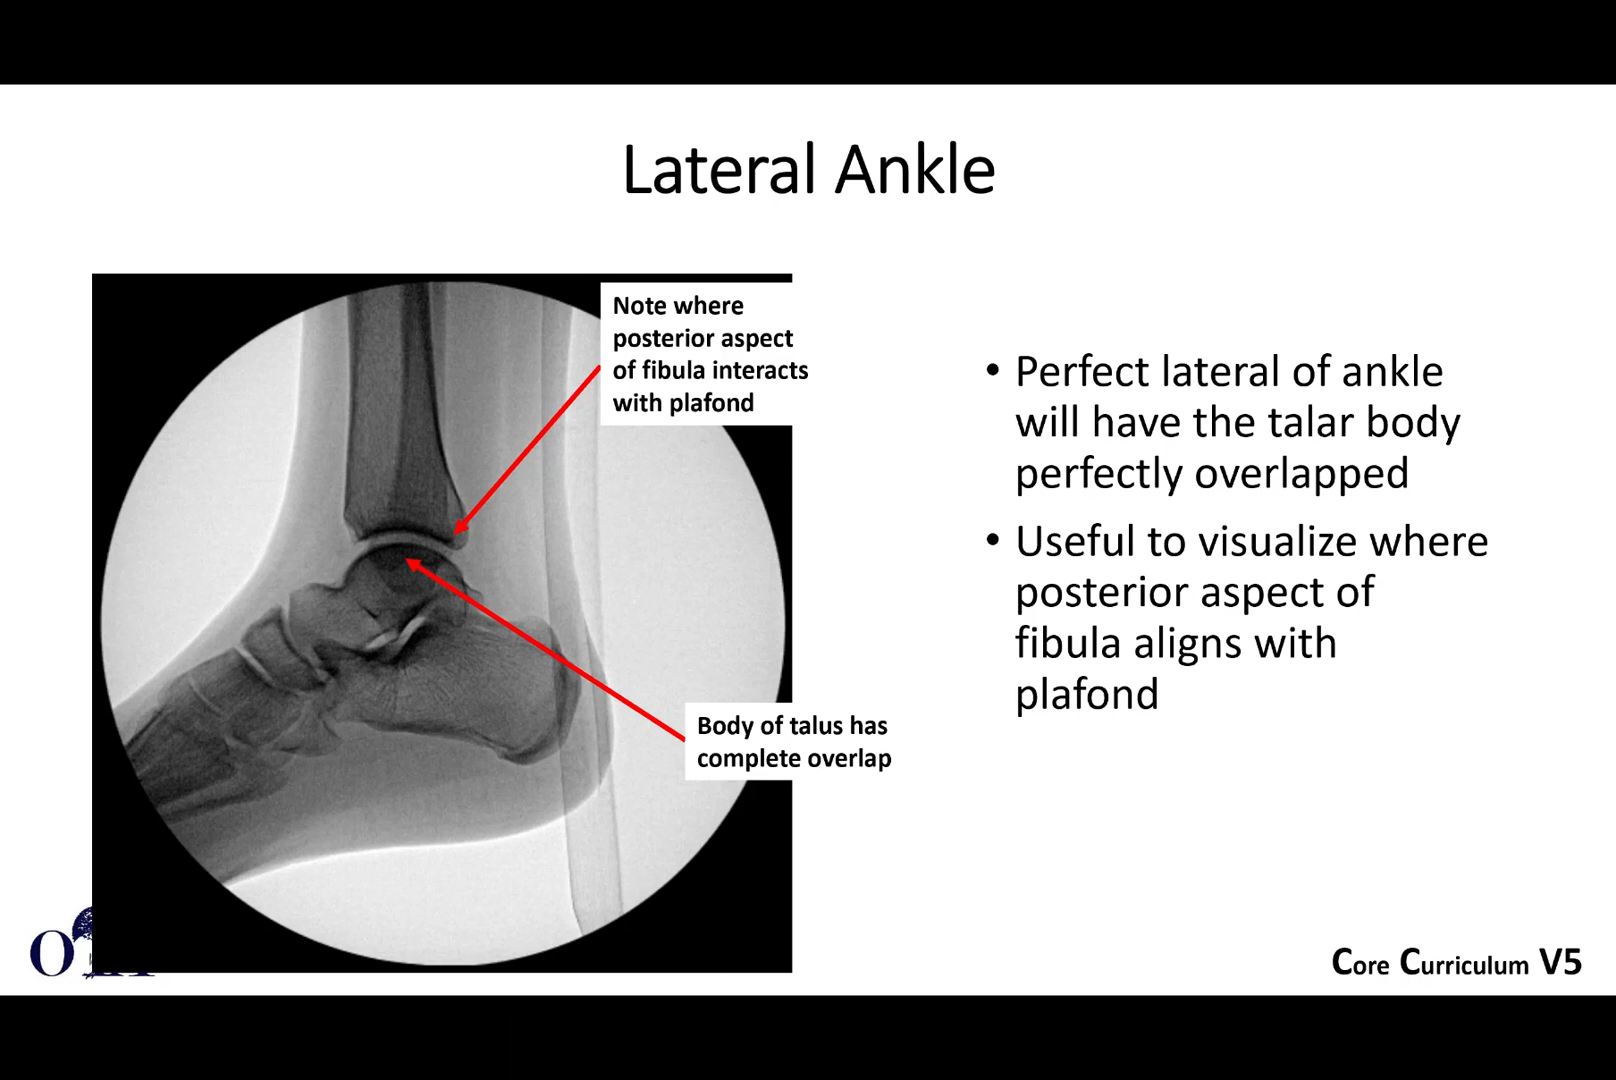 Lateral Ankle
Note where
posterior aspect
of fibula interacts
with plafond
Body of talus has
complete overlap
• Perfect lateral of ankle
will have the talar body
perfectly overlapped
• Useful to visualize where
posterior aspect of
fibula aligns with
plafond
Core Curriculum V5